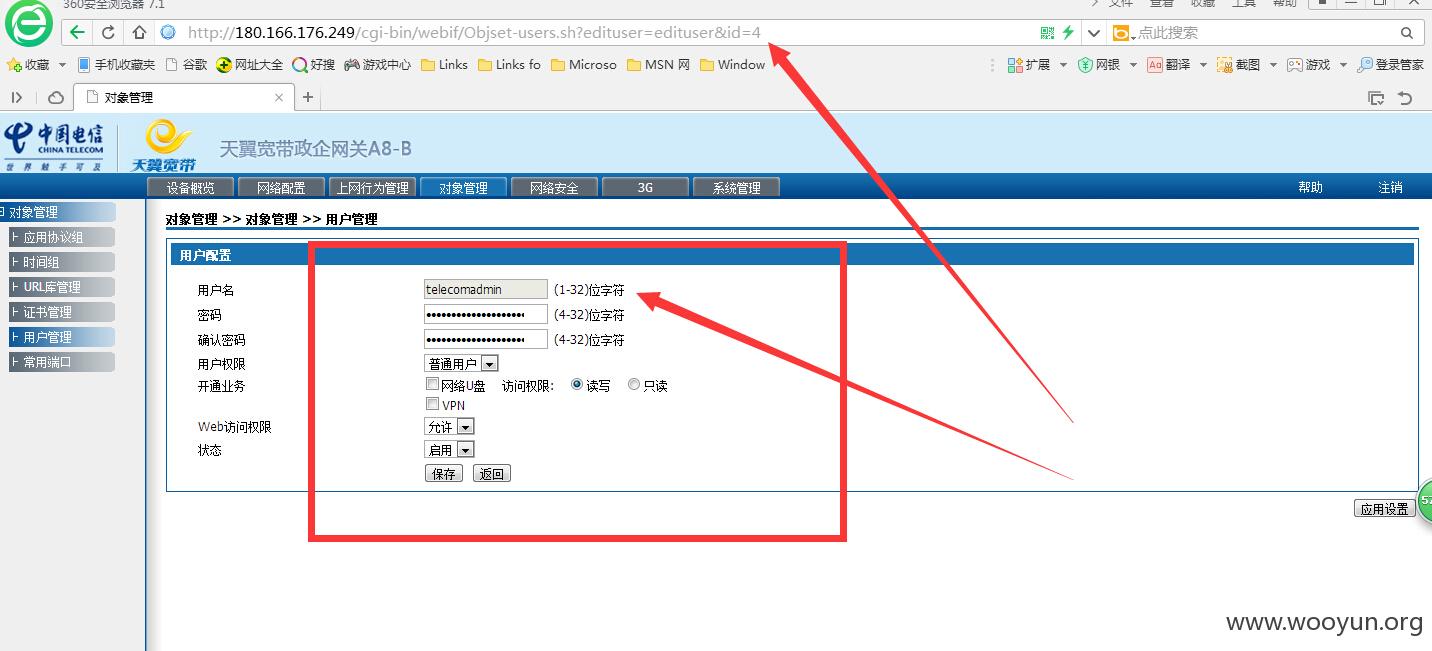 360安全浏览器 7.1
文件 查看 收藏 工具 帮助
http://180.166.176.249/cgi-bin/webif/Objset-users.sh?edituser=edituser&id=4
点此搜索
收藏 手机收藏夹 谷歌 网址大全 好搜 游戏中心 Links Links fo Microso MSN 网 Window 扩展 网银 翻译 截图 游戏 登录管家
对象管理
中国电信
CHINA TELECOM
世界触手可及
天翼宽带
天翼宽带政企网关A8-B
设备概览 网络配置 上网行为管理 对象管理 网络安全 3G 系统管理 帮助 注销
对象管理
应用协议组
时间组
URL库管理
证书管理
用户管理
常用端口
对象管理 >> 对象管理 >> 用户管理
用户配置
用户名 telecomadmin (1-32)位字符
密码 (4-32)位字符
确认密码 (4-32)位字符
用户权限 普通用户
开通业务 网络U盘 访问权限: 读写 只读
VPN
Web访问权限 允许
状态 启用
保存 返回
应用设置
www.wooyun.org